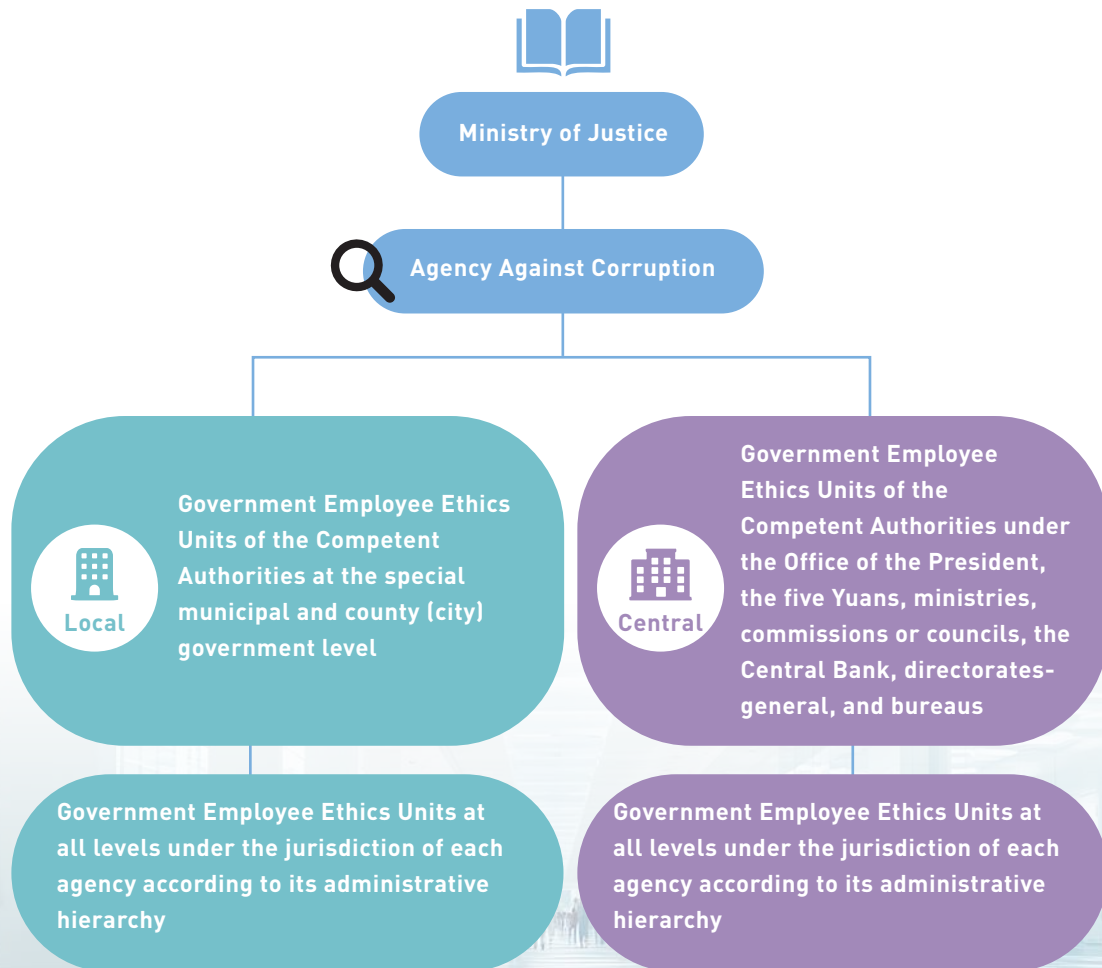 Ministry of Justice
Agency Against Corruption
Government Employee Ethics
Units of the Competent
Authorities at the special
municipal and county (city)
government level
Local
Government Employee
Ethics Units of the
Competent Authorities under
the Office of the President,
the five Yuans, ministries,
commissions or councils, the
Central Bank, directorates-
general, and bureaus
Central
Government Employee Ethics Units at
all levels under the jurisdiction of each
agency according to its administrative
hierarchy
Government Employee Ethics Units at
all levels under the jurisdiction of each
agency according to its administrative
hierarchy